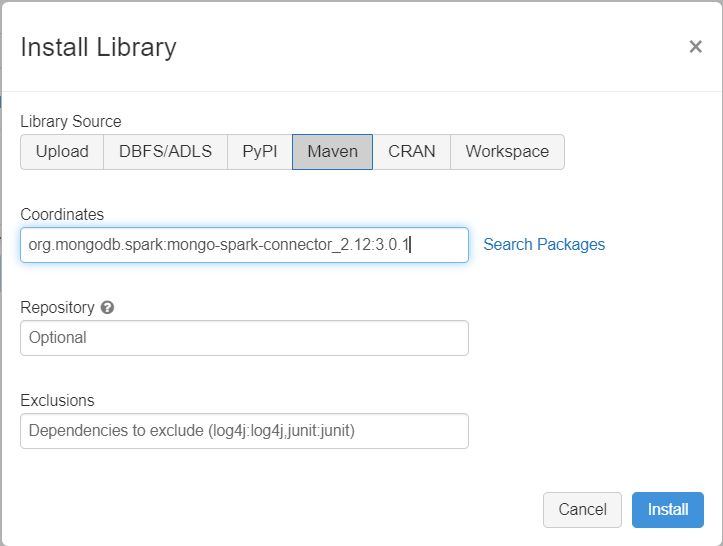 Install Library
×
Library Source
Upload DBFS/ADLS PyPI Maven CRAN Workspace
Coordinates
org.mongodb.spark:mongo-spark-connector_2.12:3.0.1 Search Packages
Repository ?
Optional
Exclusions
Dependencies to exclude (log4j:log4j,junit:junit)
Cancel Install